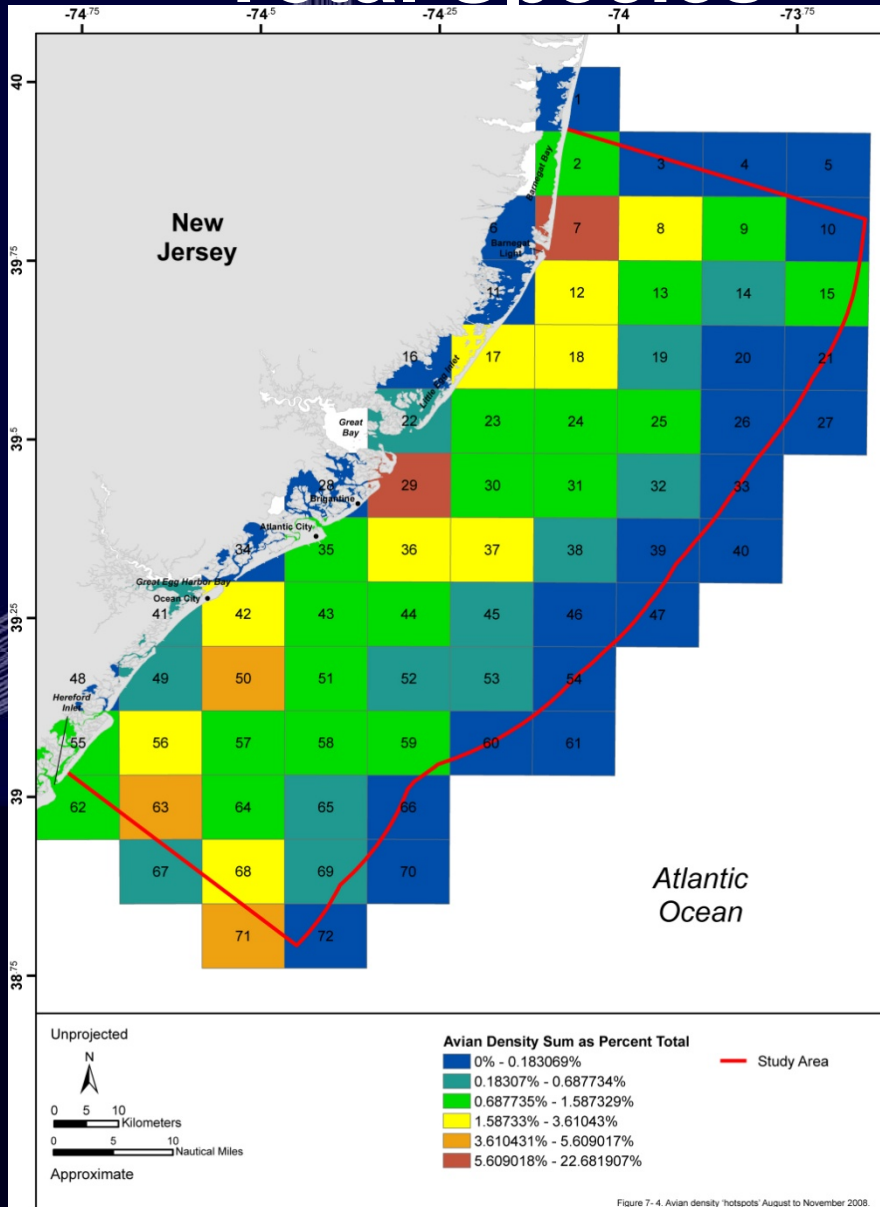 Total Species
-74.75 -74.5 -74.25 -74 -73.75
40
39.75
39.5
39.25
39
38.75
New
Jersey
Barnegat Bay
Barnegat
Light
Little Egg Inlet
Great
Bay
Brigantine
Atlantic City
Great Egg Harbor Bay
Ocean City
Hereford
Inlet
Atlantic
Ocean
1
2 3 4 5
6 7 8 9 10
11 12 13 14 15
16 17 18 19 20 21
22 23 24 25 26 27
28 29 30 31 32 33
34 35 36 37 38 39 40
41 42 43 44 45 46 47
48 49 50 51 52 53 54
55 56 57 58 59 60 61
62 63 64 65 66
67 68 69 70
71 72
Unprojected
N
0 5 10
Kilometers
0 5 10
Nautical Miles
Approximate
Avian Density Sum as Percent Total
0% - 0.183069%
0.18307% - 0.687734%
0.687735% - 1.587329%
1.58733% - 3.61043%
3.610431% - 5.609017%
5.609018% - 22.681907%
Study Area
Figure 7- 4. Avian density 'hotspots' August to November 2008.